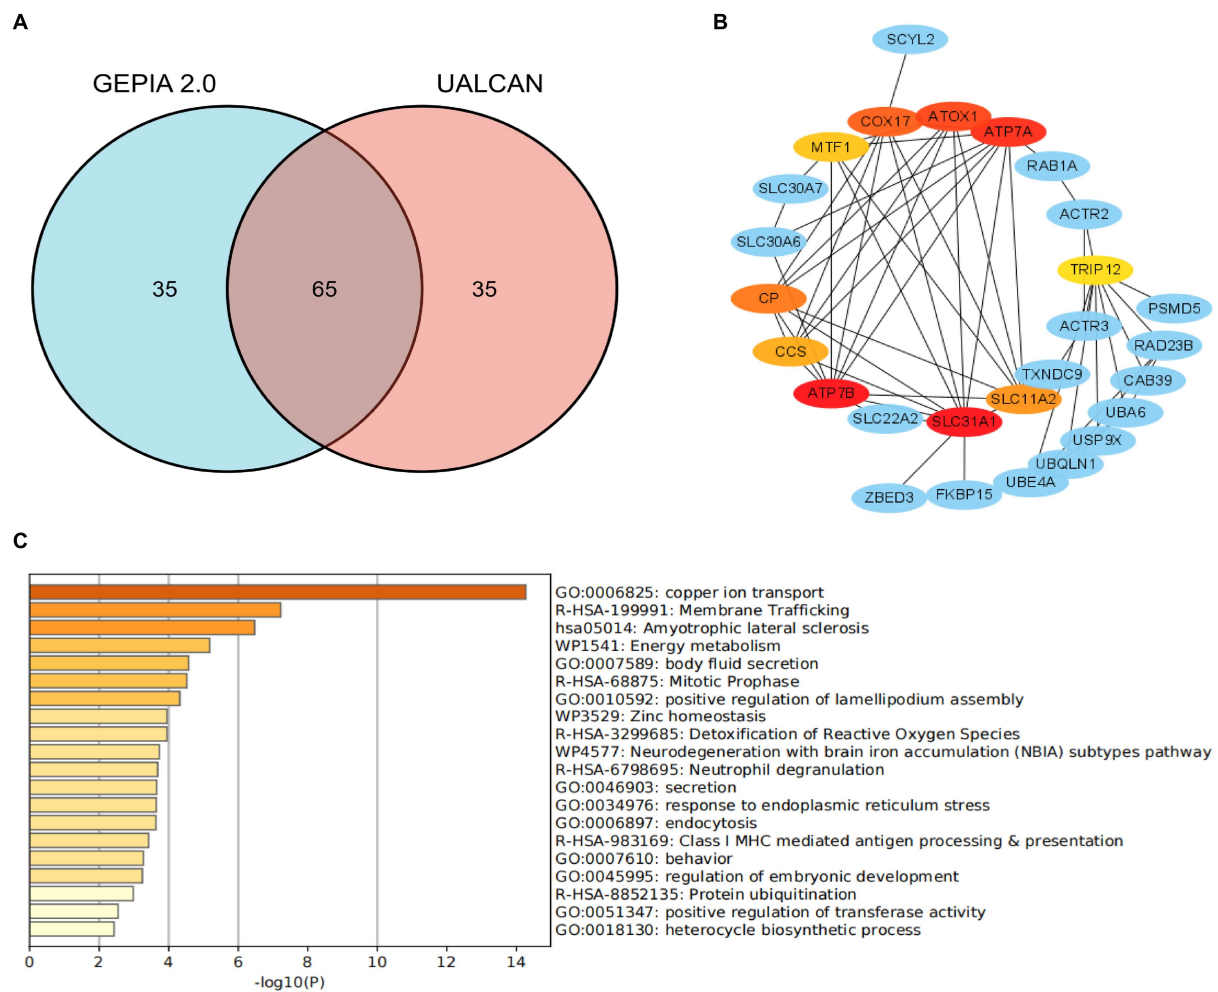 A
B
GEPIA 2.0
UALCAN
35
65
35
SCYL2
COX17
ATOX1
ATP7A
MTF1
RAB1A
SLC30A7
ACTR2
SLC30A6
TRIP12
CP
PSMD5
ACTR3
RAD23B
CCS
TXNDC9
CAB39
ATP7B
SLC11A2
UBA6
SLC22A2
SLC31A1
USP9X
UBQLN1
UBE4A
ZBED3
FKBP15
C
GO:0006825: copper ion transport
R-HSA-199991: Membrane Trafficking
hsa05014: Amyotrophic lateral sclerosis
WP1541: Energy metabolism
GO:0007589: body fluid secretion
R-HSA-68875: Mitotic Prophase
GO:0010592: positive regulation of lamellipodium assembly
WP3529: Zinc homeostasis
R-HSA-3299685: Detoxification of Reactive Oxygen Species
WP4577: Neurodegeneration with brain iron accumulation (NBIA) subtypes pathway
R-HSA-6798695: Neutrophil degranulation
GO:0046903: secretion
GO:0034976: response to endoplasmic reticulum stress
GO:0006897: endocytosis
R-HSA-983169: Class I MHC mediated antigen processing & presentation
GO:0007610: behavior
GO:0045995: regulation of embryonic development
R-HSA-8852135: Protein ubiquitination
GO:0051347: positive regulation of transferase activity
GO:0018130: heterocycle biosynthetic process
0 2 4 6 8 10 12 14
-log10(P)